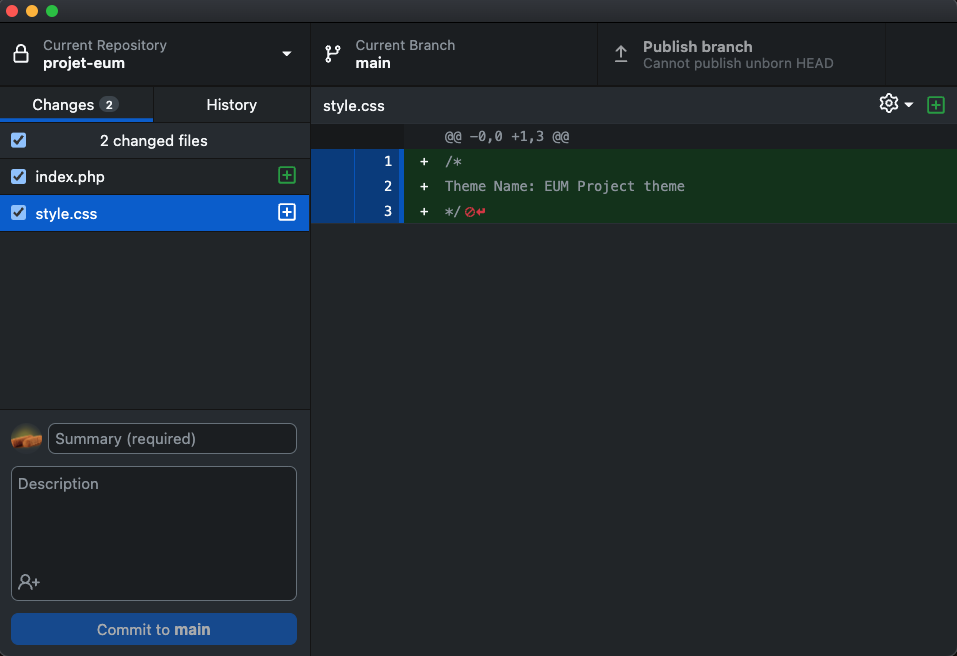 Current Repository
projet-eum
Current Branch
main
Publish branch
Cannot publish unborn HEAD
Changes 2
History
style.css
2 changed files
index.php
style.css
@@ -0,0 +1,3 @@
1 + /*
2 + Theme Name: EUM Project theme
3 + */
Summary (required)
Description
Commit to main